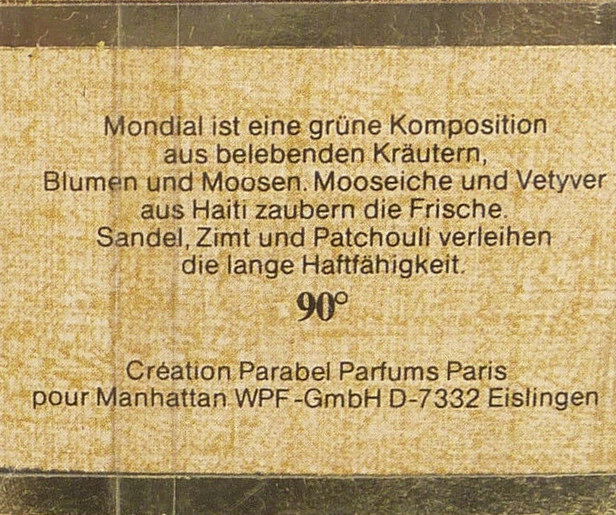 Mondial ist eine grüne Komposition
aus belebenden Kräutern,
Blumen und Moosen. Mooseiche und Vetyver
aus Haiti zaubern die Frische.
Sandel, Zimt und Patchouli verleihen
die lange Haftfähigkeit.
90°
Création Parabel Parfums Paris
pour Manhattan WPF-GmbH D-7332 Eislingen